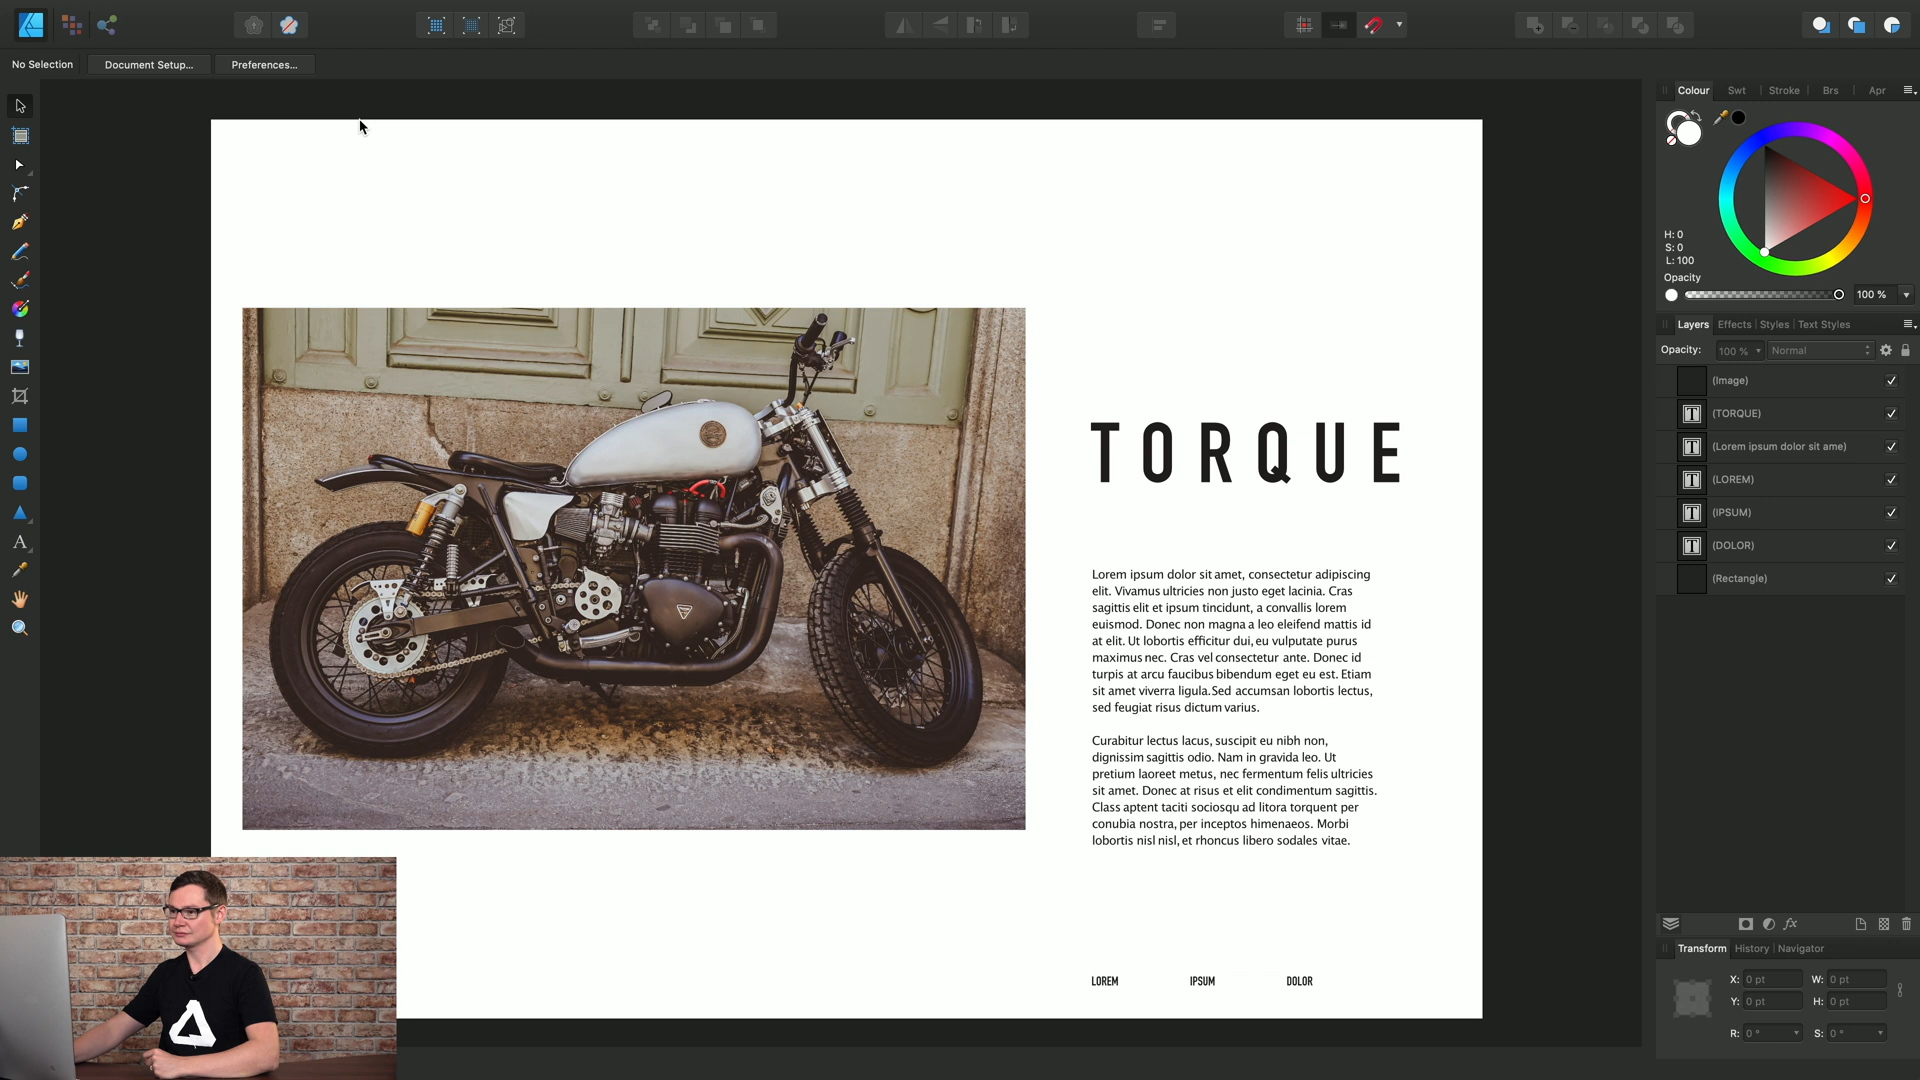 No Selection
Document Setup...
Preferences...
Colour
Swt
Stroke
Brs
Apr
H: 0
S: 0
L: 100
Opacity
100 %
Layers
Effects
Styles
Text Styles
Opacity:
100 %
Normal
(Image)
(TORQUE)
(Lorem ipsum dolor sit ame)
(LOREM)
(IPSUM)
(DOLOR)
(Rectangle)
fx
Transform
History
Navigator
X: 0 pt
W: 0 pt
Y: 0 pt
H: 0 pt
R: 0 °
S: 0 °
TORQUE
Lorem ipsum dolor sit amet, consectetur adipiscing
elit. Vivamus ultricies non justo eget lacinia. Cras
sagittis elit et ipsum tincidunt, a convallis lorem
euismod. Donec non magna a leo eleifend mattis id
at elit. Ut lobortis efficitur dui, eu vulputate purus
maximus nec. Cras vel consectetur ante. Donec id
turpis at arcu faucibus bibendum eget eu est. Etiam
sit amet viverra ligula. Sed accumsan lobortis lectus,
sed feugiat risus dictum varius.
Curabitur lectus lacus, suscipit eu nibh non,
dignissim sagittis odio. Nam in gravida leo. Ut
pretium laoreet metus, nec fermentum felis ultricies
sit amet. Donec at risus et elit condimentum sagittis.
Class aptent taciti sociosqu ad litora torquent per
conubia nostra, per inceptos himenaeos. Morbi
lobortis nisl nisl, et rhoncus libero sodales vitae.
LOREM
IPSUM
DOLOR